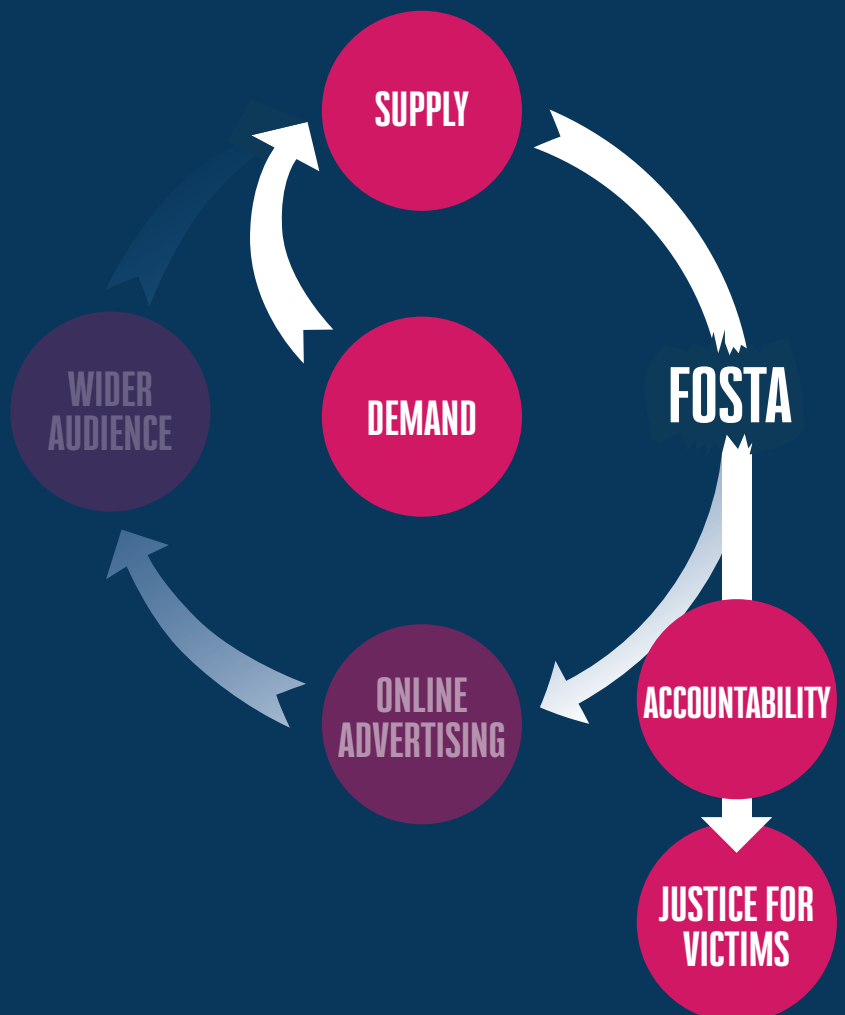 SUPPLY
WIDER
AUDIENCE
DEMAND
FOSTA
ONLINE
ADVERTISING
ACCOUNTABILITY
JUSTICE FOR
VICTIMS